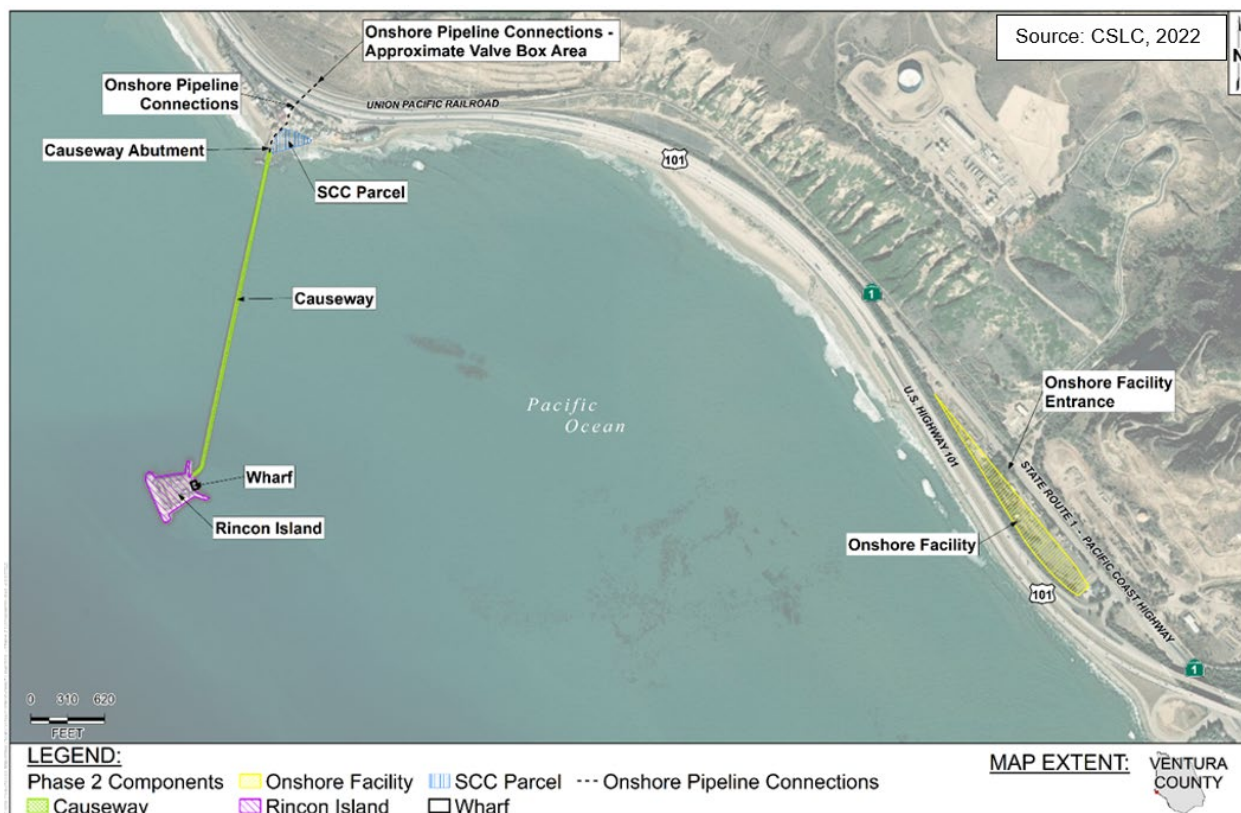 Onshore Pipeline Connections -
Approximate Valve Box Area
Source: CSLC, 2022
N
Onshore Pipeline
Connections
UNION PACIFIC RAILROAD
Causeway Abutment
101
SCC Parcel
Causeway
1
Pacific
Ocean
Onshore Facility
Entrance
U.S. HIGHWAY 101
STATE ROUTE 1 - PACIFIC COAST HIGHWAY
Wharf
Rincon Island
Onshore Facility
101
1
0 310 620
FEET
LEGEND:
Phase 2 Components
Onshore Facility
SCC Parcel
Onshore Pipeline Connections
Causeway
Rincon Island
Wharf
MAP EXTENT:
VENTURA
COUNTY